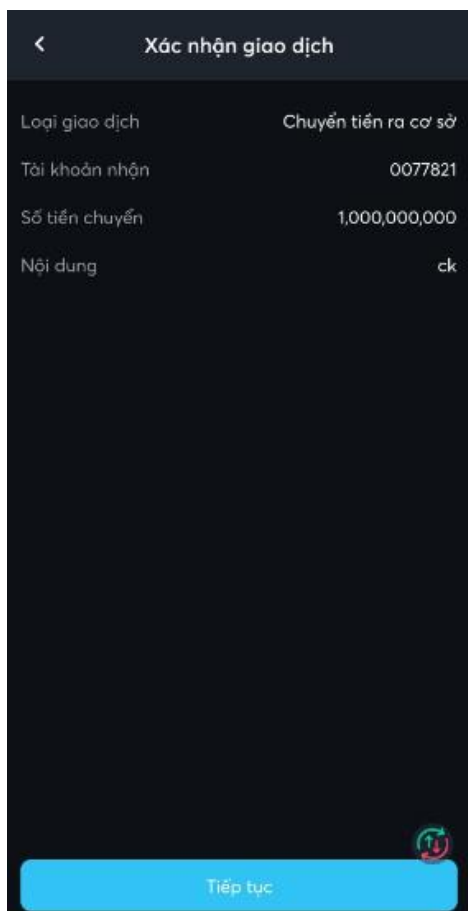 Xác nhận giao dịch
Loại giao dịch Chuyển tiền ra cơ sở
Tài khoản nhận 0077821
Số tiền chuyển 1,000,000,000
Nội dung ck
Tiếp tục